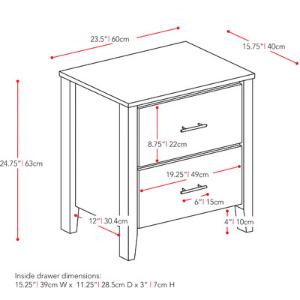 23.5"| 60cm
15.75"| 40cm
8.75"| 22cm
24.75"| 63cm
19.25"| 49cm
6"| 15cm
12"| 30.4cm
4"| 10cm
Inside drawer dimensions:
15.25"| 39cm W x 11.25"| 28.5cm D x 3"| 7cm H